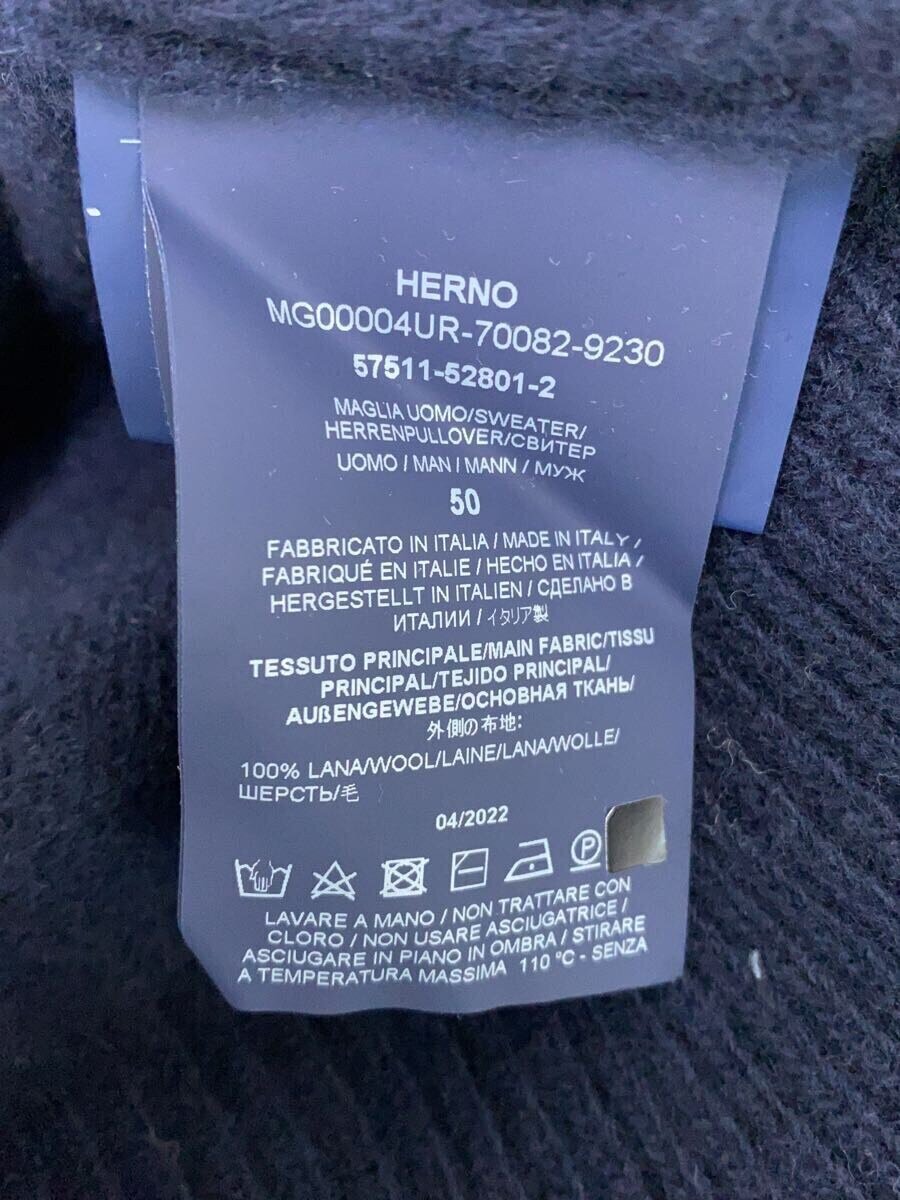 HERNO
MG00004UR-70082-9230
57511-52801-2
MAGLIA UOMO/SWEATER/
HERRENPULLOVER/СВИТЕР
UOMO / MAN / MANN / МУЖ
50
FABBRICATO IN ITALIA / MADE IN ITALY /
FABRIQUÉ EN ITALIE / HECHO EN ITALIA /
HERGESTELLT IN ITALIEN / СДЕЛАНО В
ИТАЛИИ / イタリア製
TESSUTO PRINCIPALE/MAIN FABRIC/TISSU
PRINCIPAL/TEJIDO PRINCIPAL/
AUßENGEWEBE/ОСНОВНАЯ ТКАНЬ/
外側の布地:
100% LANA/WOOL/LAINE/LANA/WOLLE/
ШЕРСТЬ/毛
04/2022
P
LAVARE A MANO / NON TRATTARE CON
CLORO / NON USARE ASCIUGATRICE /
ASCIUGARE IN PIANO IN OMBRA / STIRARE
A TEMPERATURA MASSIMA 110 °C - SENZA